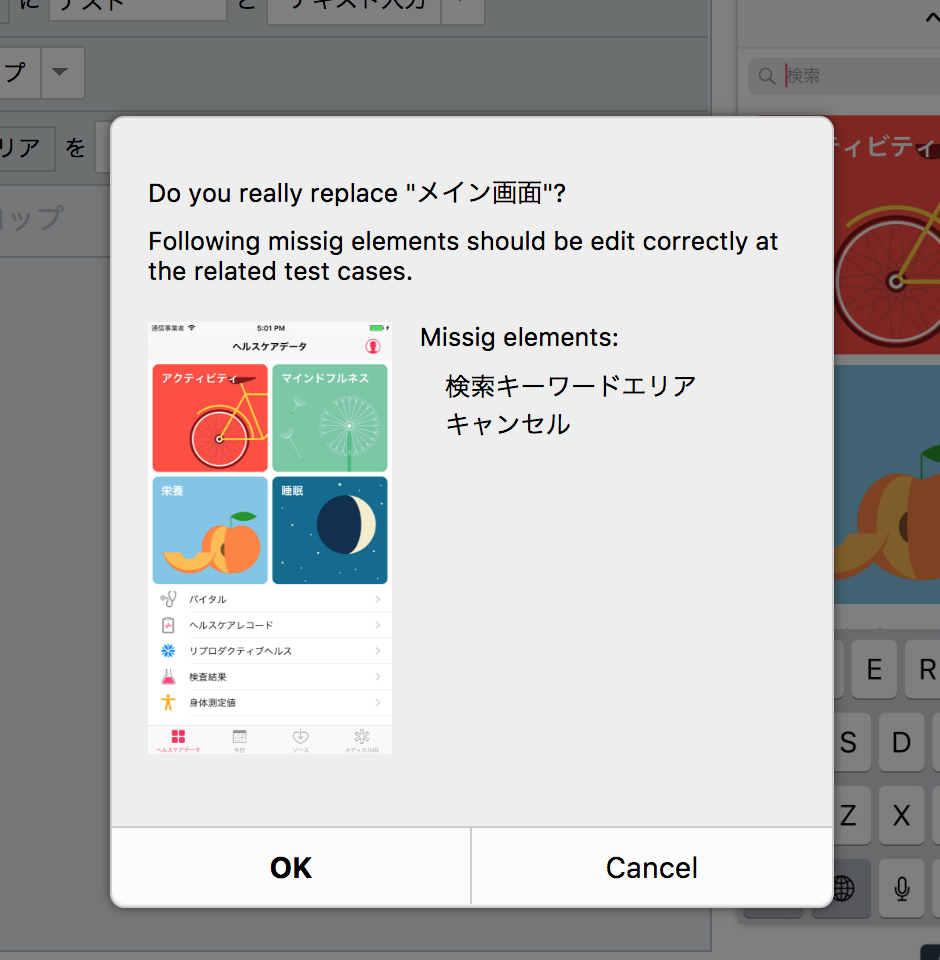 に
テスト
と
テキスト入力
プ
リア
を
ロップ
検索
ィビティ
Do you really replace "メイン画面"?
Following missig elements should be edit correctly at
the related test cases.
通信事業者
5:01 PM
ヘルスケアデータ
アクティビティ
マインドフルネス
栄養
睡眠
バイタル
ヘルスケアレコード
リプロダクティブヘルス
検査結果
身体測定値
ヘルスケアデータ
今日
ソース
メディカルID
Missig elements:
検索キーワードエリア
キャンセル
E
R
S
D
Z
X
OK
Cancel